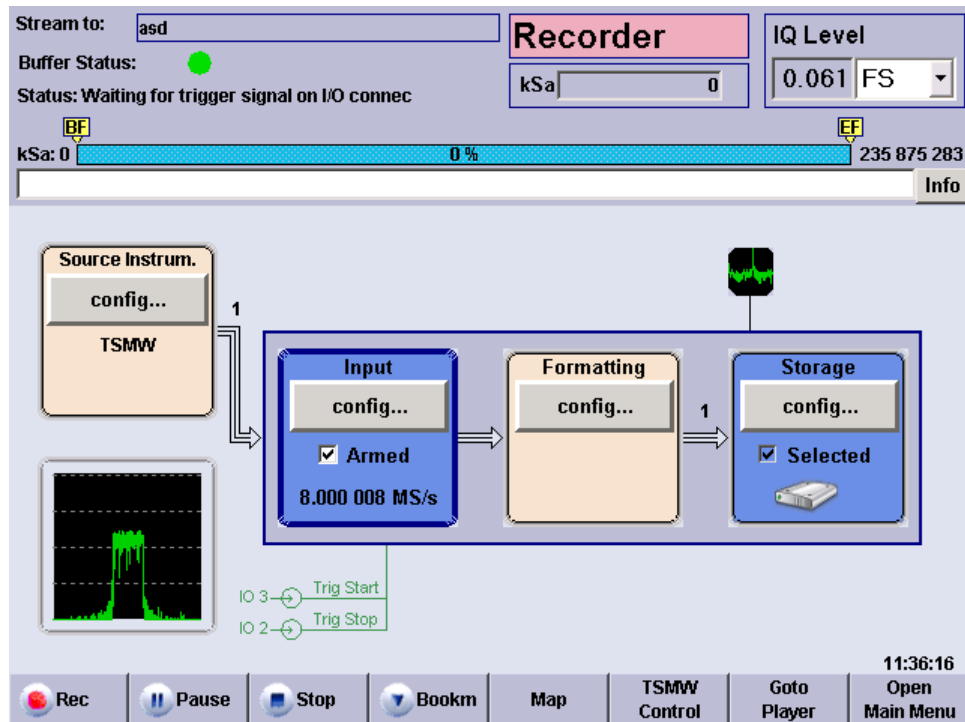 Stream to: asd
Recorder
IQ Level
Buffer Status:
kSa 0
0.061 FS
Status: Waiting for trigger signal on I/O connec
BF
EF
kSa: 0
0 %
235 875 283
Info
Source Instrum.
config...
TSMW
1
Input
config...
Armed
8.000 008 MS/s
Formatting
config...
1
Storage
config...
Selected
IO 3
Trig Start
IO 2
Trig Stop
11:36:16
Rec
Pause
Stop
Bookm
Map
TSMW
Control
Goto
Player
Open
Main Menu